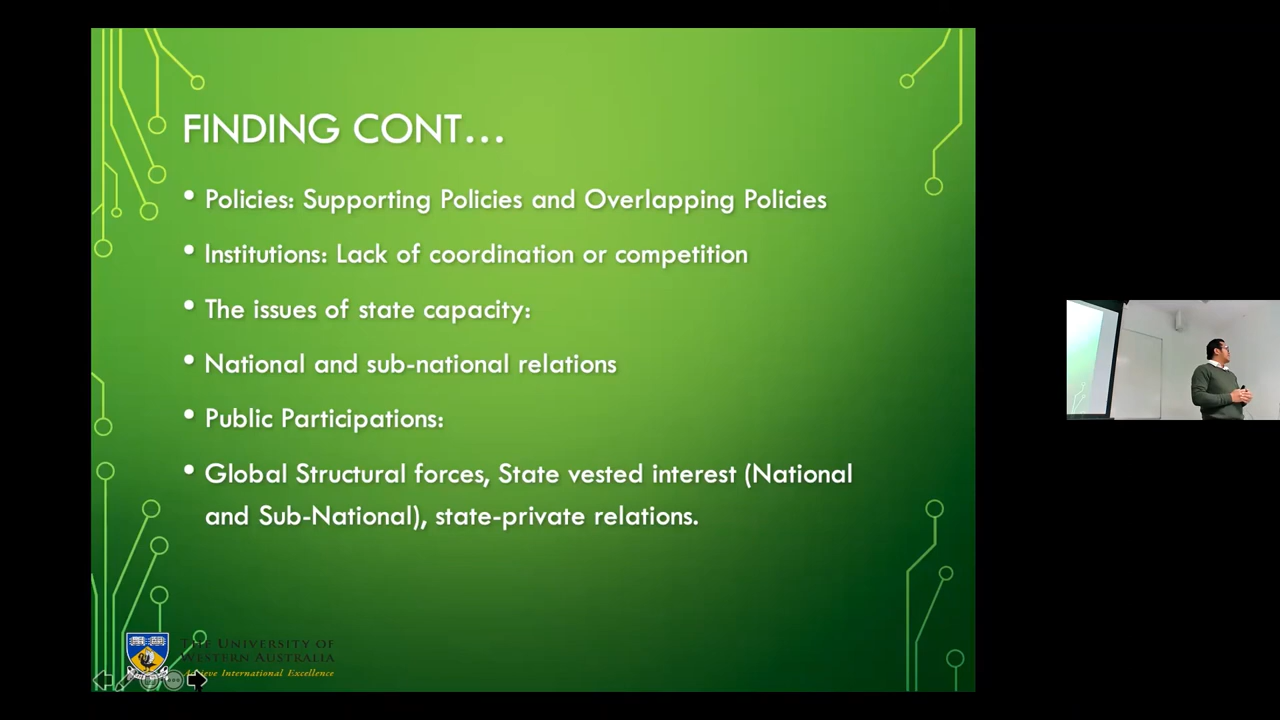 FINDING CONT...
• Policies: Supporting Policies and Overlapping Policies
• Institutions: Lack of coordination or competition
• The issues of state capacity:
• National and sub-national relations
• Public Participations:
• Global Structural forces, State vested interest (National
and Sub-National), state-private relations.
THE UNIVERSITY OF
WESTERN AUSTRALIA
Achieve International Excellence